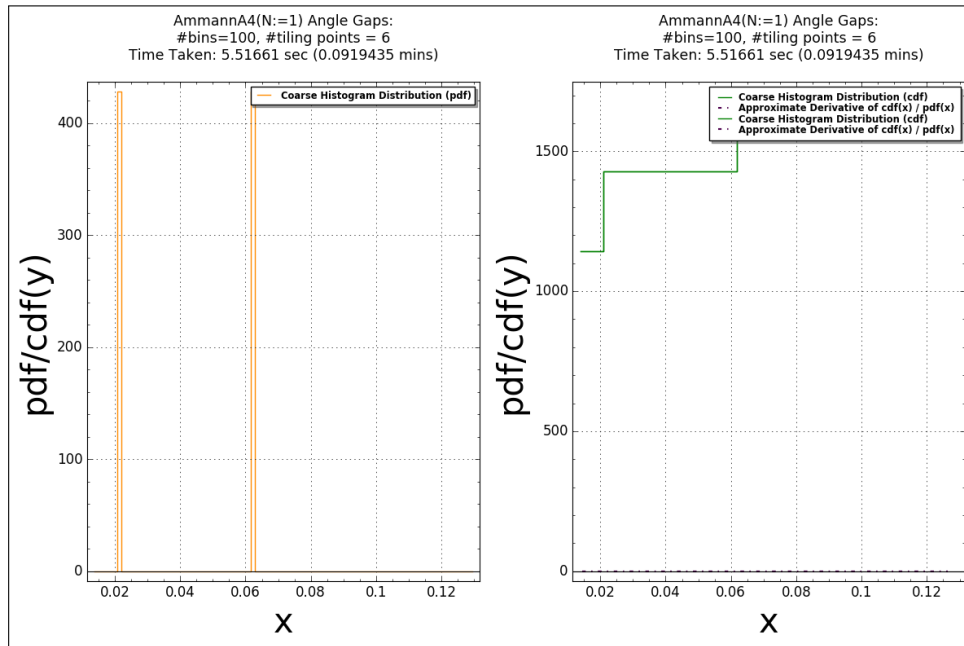 AmmannA4(N:=1) Angle Gaps:
#bins=100, #tiling points = 6
Time Taken: 5.51661 sec (0.0919435 mins)
Coarse Histogram Distribution (pdf)
400
300
200
100
0
pdf/cdf(y)
0.02
0.04
0.06
0.08
0.1
0.12
x
AmmannA4(N:=1) Angle Gaps:
#bins=100, #tiling points = 6
Time Taken: 5.51661 sec (0.0919435 mins)
Coarse Histogram Distribution (cdf)
Approximate Derivative of cdf(x) / pdf(x)
Coarse Histogram Distribution (cdf)
Approximate Derivative of cdf(x) / pdf(x)
1500
1000
500
0
pdf/cdf(y)
0.02
0.04
0.06
0.08
0.1
0.12
x